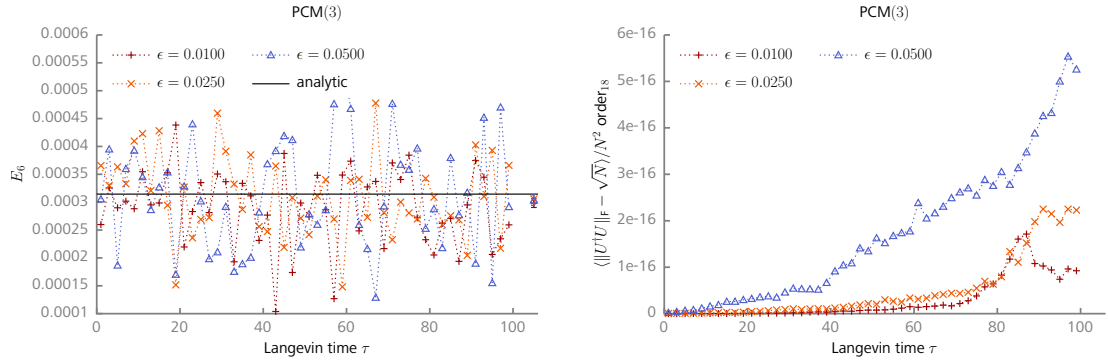 PCM(3)
ϵ = 0.0100
ϵ = 0.0500
ϵ = 0.0250
analytic
E₆
0.0006
0.00055
0.0005
0.00045
0.0004
0.00035
0.0003
0.00025
0.0002
0.00015
0.0001
0
20
40
60
80
100
Langevin time τ
PCM(3)
ϵ = 0.0100
ϵ = 0.0500
ϵ = 0.0250
⟨‖U†U‖F − √N⟩/N² order₁₈
6e-16
5e-16
4e-16
3e-16
2e-16
1e-16
0
0
20
40
60
80
100
Langevin time τ